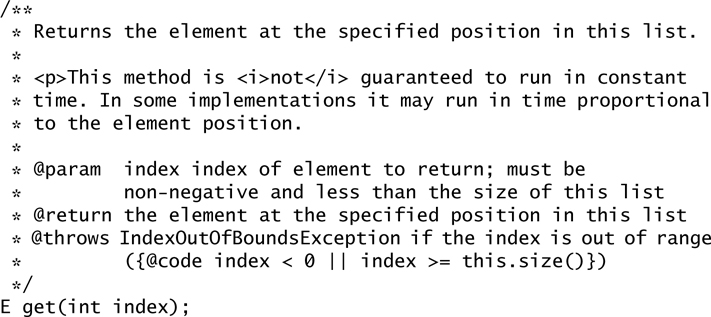 /**
 * Returns the element at the specified position in this list.
 *
 * <p>This method is <i>not</i> guaranteed to run in constant
 * time. In some implementations it may run in time proportional
 * to the element position.
 *
 * @param  index index of element to return; must be
 *         non-negative and less than the size of this list
 * @return the element at the specified position in this list
 * @throws IndexOutOfBoundsException if the index is out of range
 *         ({@code index < 0 || index >= this.size()})
 */
E get(int index);